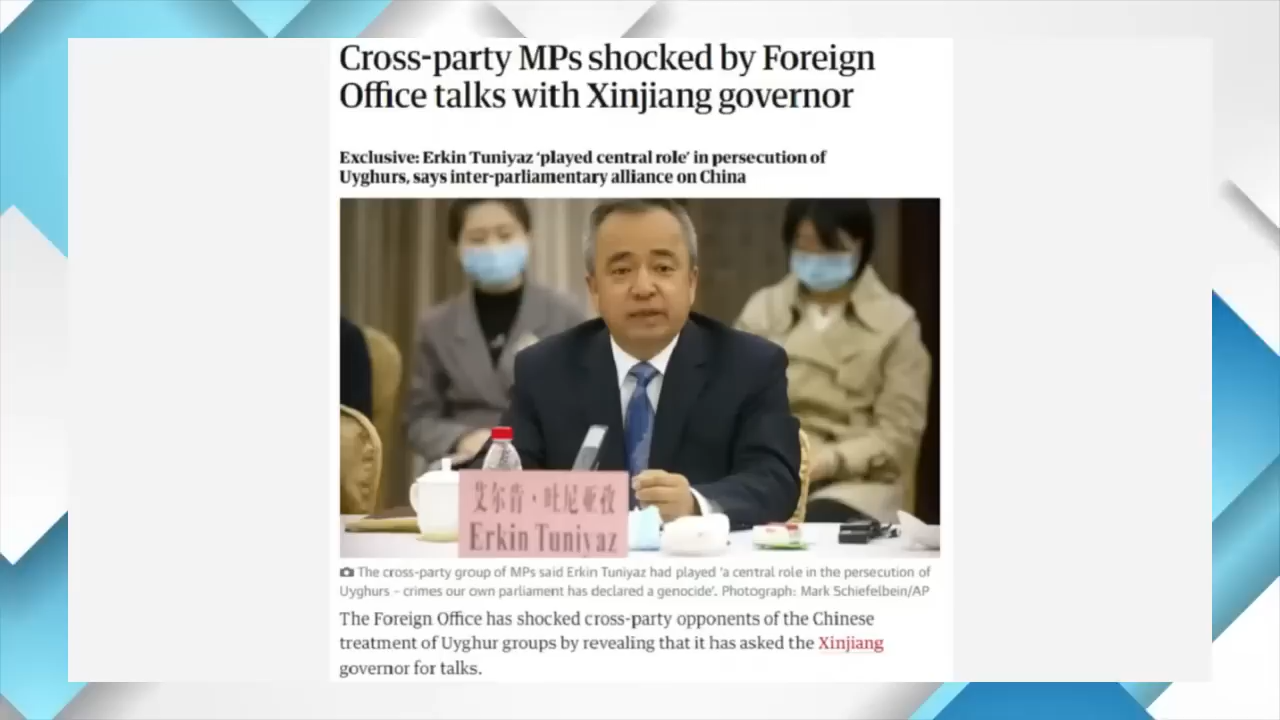 Cross-party MPs shocked by Foreign
Office talks with Xinjiang governor
Exclusive: Erkin Tuniyaz ‘played central role’ in persecution of
Uyghurs, says inter-parliamentary alliance on China
艾尔肯·吐尼亚孜
Erkin Tuniyaz
The cross-party group of MPs said Erkin Tuniyaz had played ‘a central role in the persecution of
Uyghurs – crimes our own parliament has declared a genocide’. Photograph: Mark Schiefelbein/AP
The Foreign Office has shocked cross-party opponents of the Chinese
treatment of Uyghur groups by revealing that it has asked the Xinjiang
governor for talks.